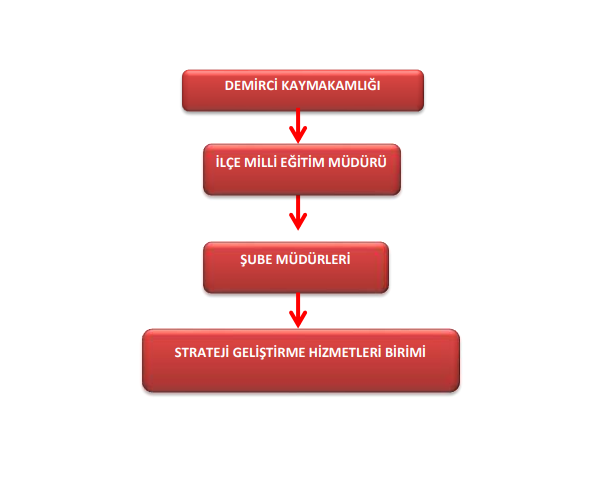 DEMİRCİ KAYMAKAMLIĞI
İLÇE MİLLİ EĞİTİM MÜDÜRÜ
ŞUBE MÜDÜRLERİ
STRATEJİ GELİŞTİRME HİZMETLERİ BİRİMİ